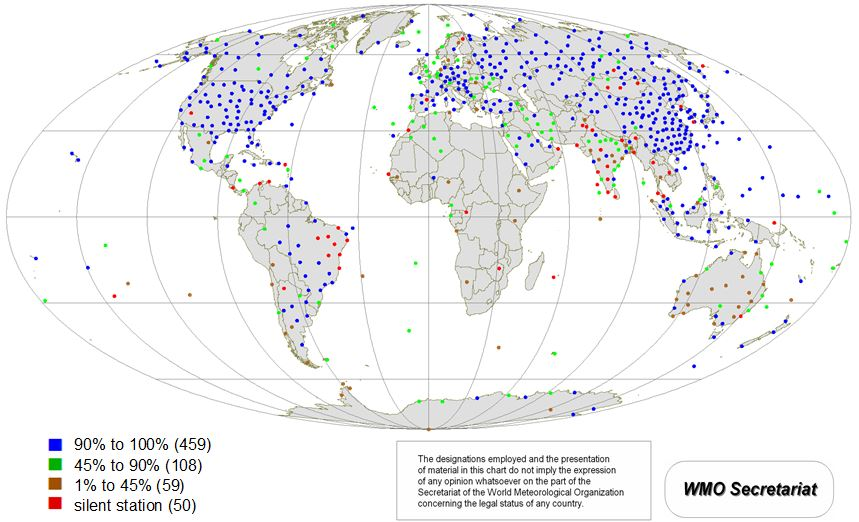 90% to 100% (459)
45% to 90% (108)
1% to 45% (59)
silent station (50)
The designations employed and the presentation
of material in this chart do not imply the expression
of any opinion whatsoever on the part of the
Secretariat of the World Meteorological Organization
concerning the legal status of any country.
WMO Secretariat